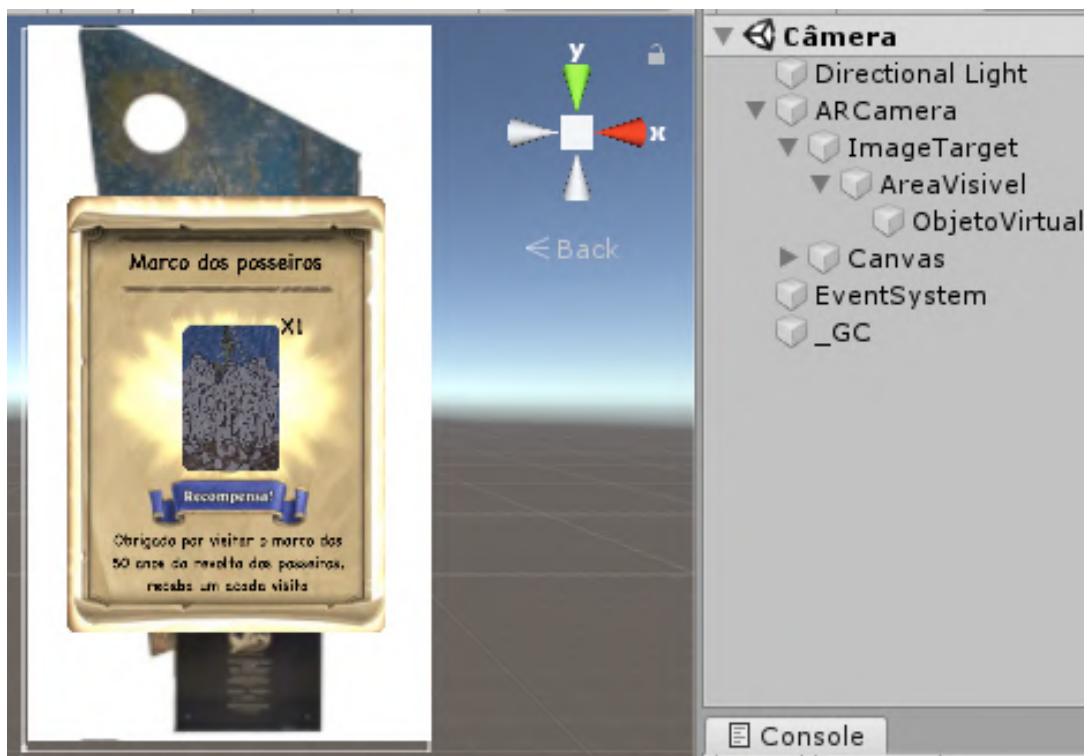 Marco dos posseiros
X1
Recompensa!
Obrigado por visitar o marco dos
50 anos da revolta dos posseiros,
receba um acada visita
y
x
Back
Câmera
Directional Light
ARCamera
ImageTarget
AreaVisivel
ObjetoVirtual
Canvas
EventSystem
_GC
Console